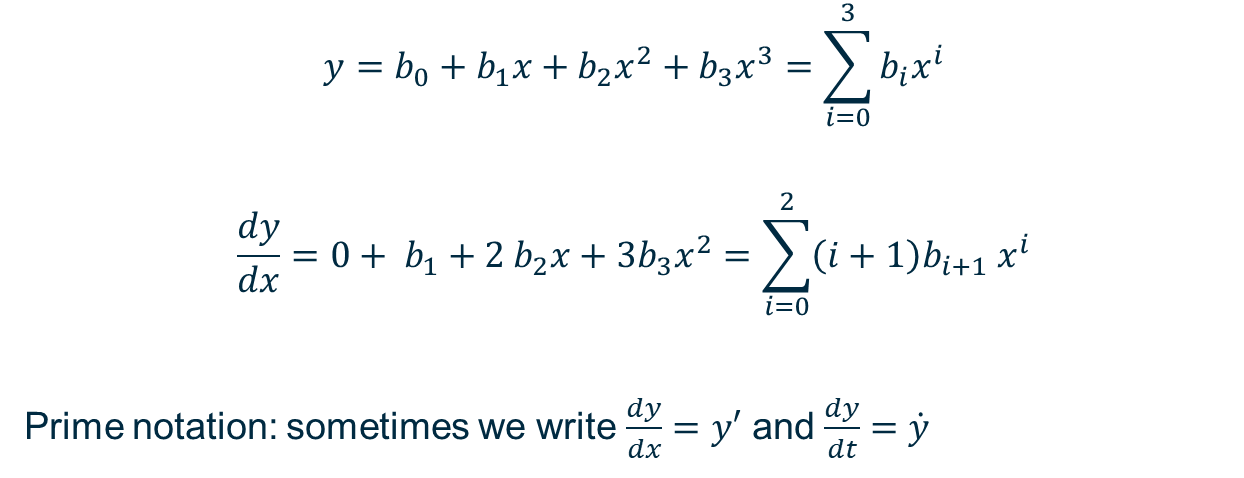 y = b₀ + b₁x + b₂x² + b₃x³ = ∑_{i=0}^{3} bᵢxⁱ
dy/dx = 0 + b₁ + 2 b₂x + 3b₃x² = ∑_{i=0}^{2} (i + 1)bᵢ₊₁ xⁱ
Prime notation: sometimes we write dy/dx = y′ and dy/dt = ẏ